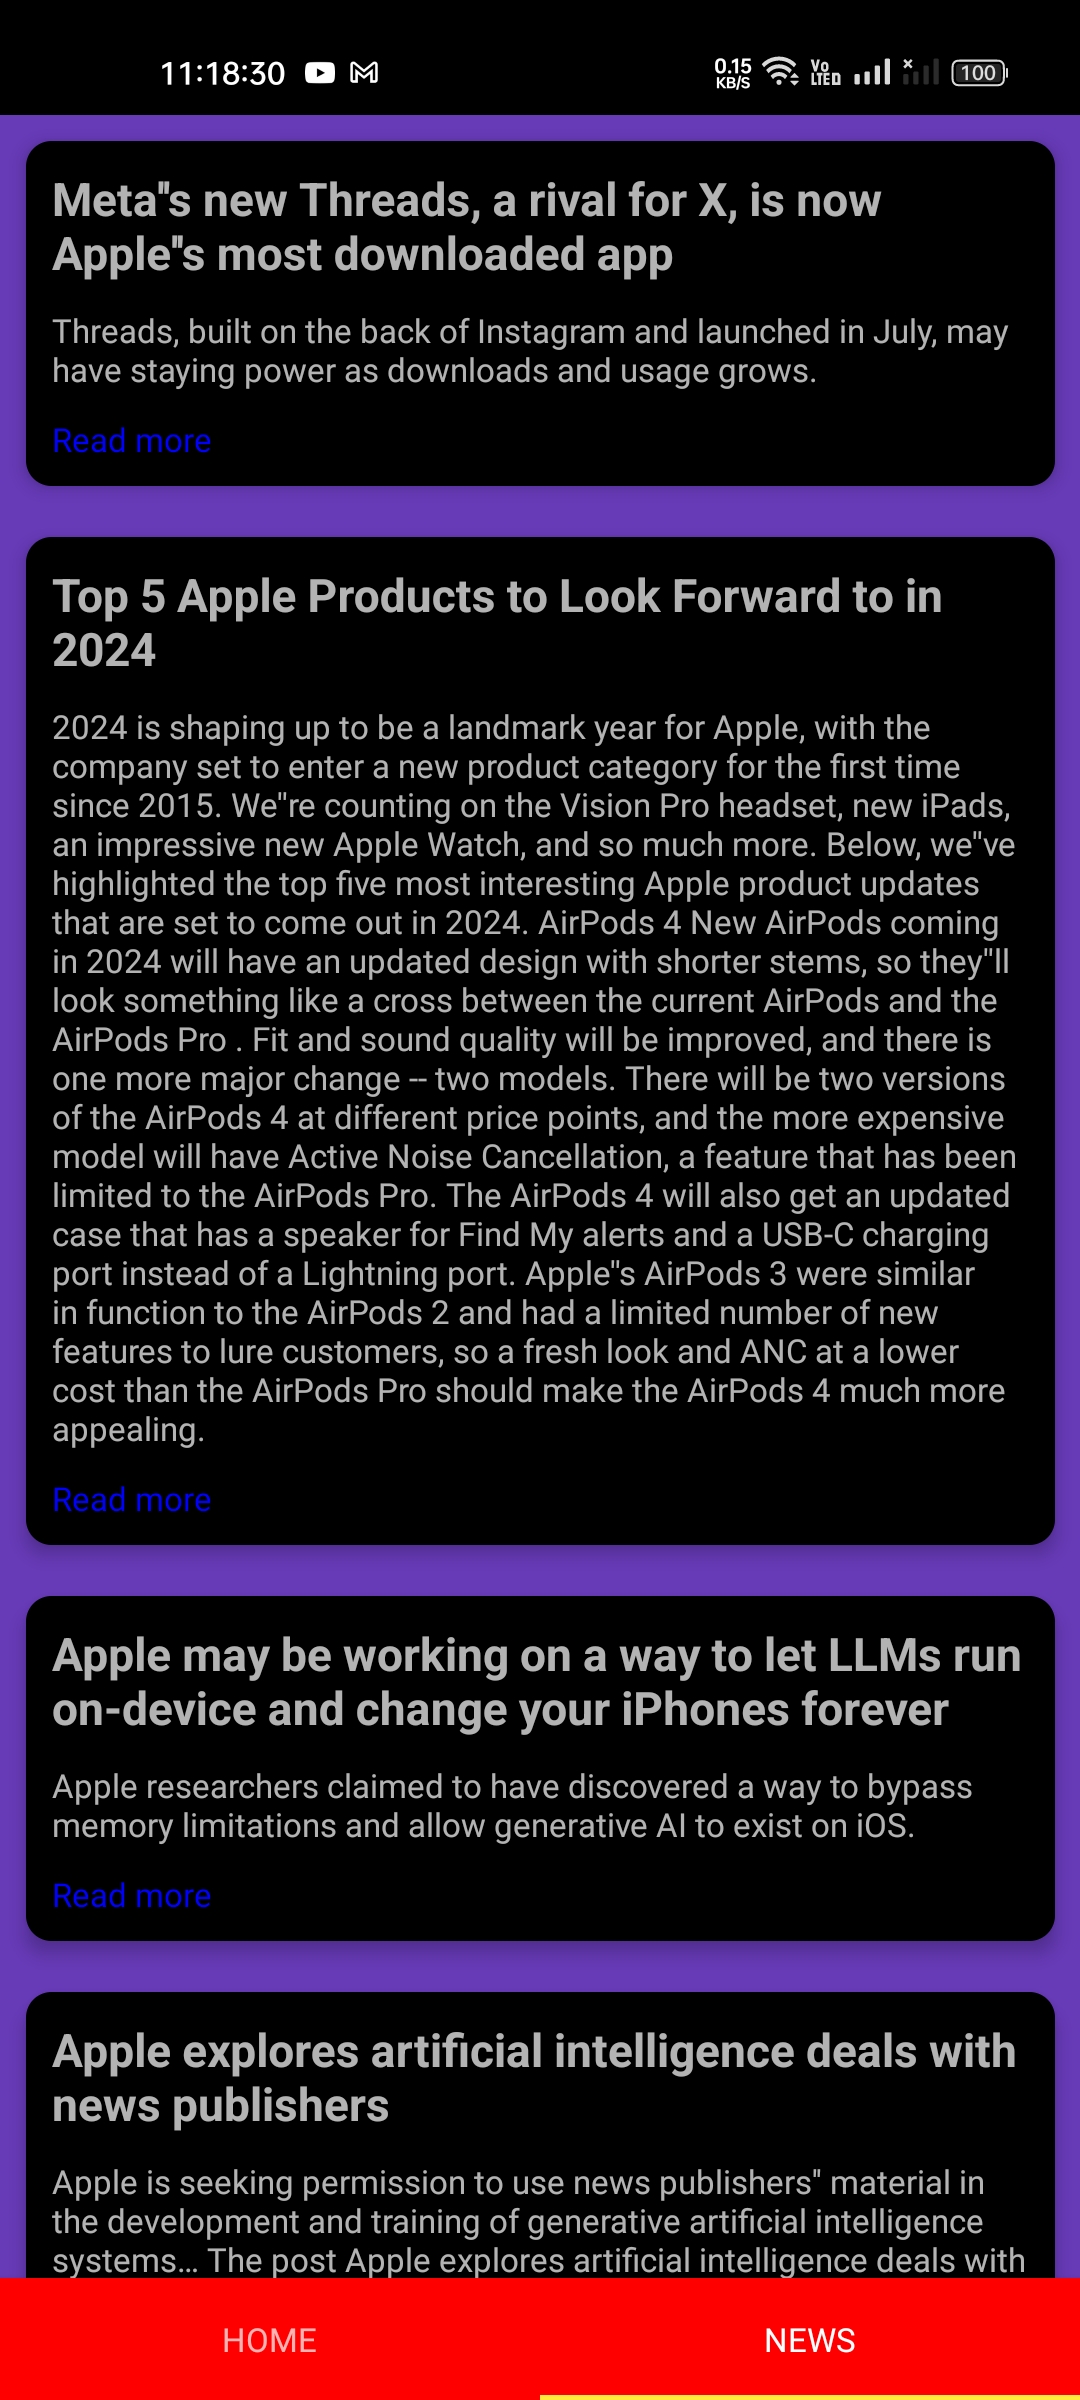 11:18:30
0.15 KB/S
Vo LTE D
100
Meta"s new Threads, a rival for X, is now
Apple"s most downloaded app
Threads, built on the back of Instagram and launched in July, may
have staying power as downloads and usage grows.
Read more
Top 5 Apple Products to Look Forward to in
2024
2024 is shaping up to be a landmark year for Apple, with the
company set to enter a new product category for the first time
since 2015. We"re counting on the Vision Pro headset, new iPads,
an impressive new Apple Watch, and so much more. Below, we"ve
highlighted the top five most interesting Apple product updates
that are set to come out in 2024. AirPods 4 New AirPods coming
in 2024 will have an updated design with shorter stems, so they"ll
look something like a cross between the current AirPods and the
AirPods Pro . Fit and sound quality will be improved, and there is
one more major change -- two models. There will be two versions
of the AirPods 4 at different price points, and the more expensive
model will have Active Noise Cancellation, a feature that has been
limited to the AirPods Pro. The AirPods 4 will also get an updated
case that has a speaker for Find My alerts and a USB-C charging
port instead of a Lightning port. Apple"s AirPods 3 were similar
in function to the AirPods 2 and had a limited number of new
features to lure customers, so a fresh look and ANC at a lower
cost than the AirPods Pro should make the AirPods 4 much more
appealing.
Read more
Apple may be working on a way to let LLMs run
on-device and change your iPhones forever
Apple researchers claimed to have discovered a way to bypass
memory limitations and allow generative AI to exist on iOS.
Read more
Apple explores artificial intelligence deals with
news publishers
Apple is seeking permission to use news publishers" material in
the development and training of generative artificial intelligence
systems… The post Apple explores artificial intelligence deals with
HOME
NEWS